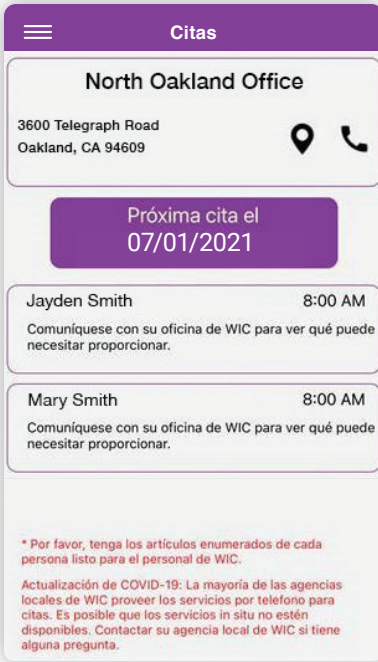 Citas
North Oakland Office
3600 Telegraph Road
Oakland, CA 94609
Próxima cita el
07/01/2021
Jayden Smith 8:00 AM
Comuníquese con su oficina de WIC para ver qué puede
necesitar proporcionar.
Mary Smith 8:00 AM
Comuníquese con su oficina de WIC para ver qué puede
necesitar proporcionar.
* Por favor, tenga los artículos enumerados de cada
persona listo para el personal de WIC.
Actualización de COVID-19: La mayoría de las agencias
locales de WIC proveer los servicios por telefono para
citas. Es posible que los servicios in situ no estén
disponibles. Contactar su agencia local de WIC si tiene
alguna pregunta.